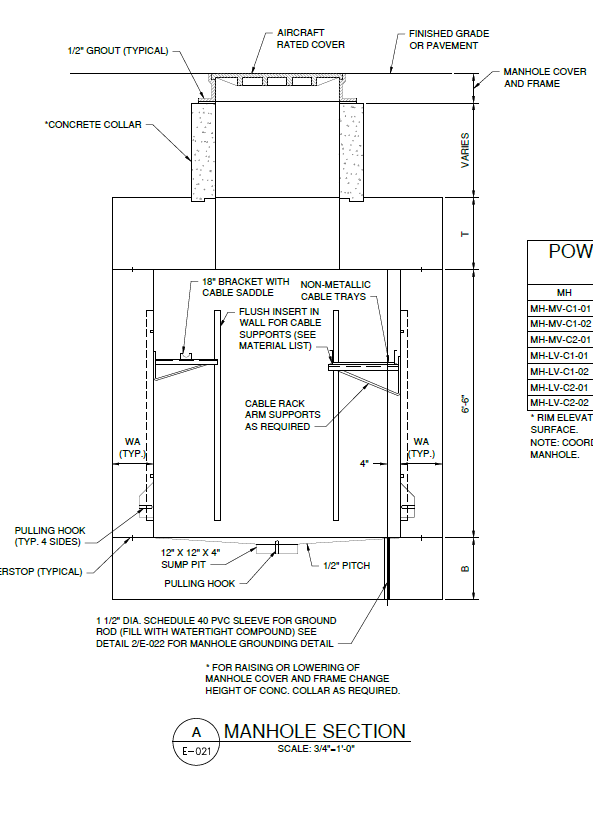 AIRCRAFT
RATED COVER
FINISHED GRADE
OR PAVEMENT
1/2" GROUT (TYPICAL)
MANHOLE COVER
AND FRAME
*CONCRETE COLLAR
VARIES
T
POW
MH
MH-MV-C1-01
MH-MV-C1-02
MH-MV-C2-01
MH-LV-C1-01
MH-LV-C1-02
MH-LV-C2-01
MH-LV-C2-02
* RIM ELEVAT
SURFACE.
NOTE: COORD
MANHOLE.
18" BRACKET WITH
CABLE SADDLE
NON-METALLIC
CABLE TRAYS
FLUSH INSERT IN
WALL FOR CABLE
SUPPORTS (SEE
MATERIAL LIST)
CABLE RACK
ARM SUPPORTS
AS REQUIRED
6'-6"
WA
(TYP.)
4"
WA
(TYP.)
PULLING HOOK
(TYP. 4 SIDES)
12" X 12" X 4"
SUMP PIT
1/2" PITCH
ERSTOP (TYPICAL)
PULLING HOOK
B
1 1/2" DIA. SCHEDULE 40 PVC SLEEVE FOR GROUND
ROD (FILL WITH WATERTIGHT COMPOUND) SEE
DETAIL 2/E-022 FOR MANHOLE GROUNDING DETAIL
* FOR RAISING OR LOWERING OF
MANHOLE COVER AND FRAME CHANGE
HEIGHT OF CONC. COLLAR AS REQUIRED.
A
E-021
MANHOLE SECTION
SCALE: 3/4"=1'-0"